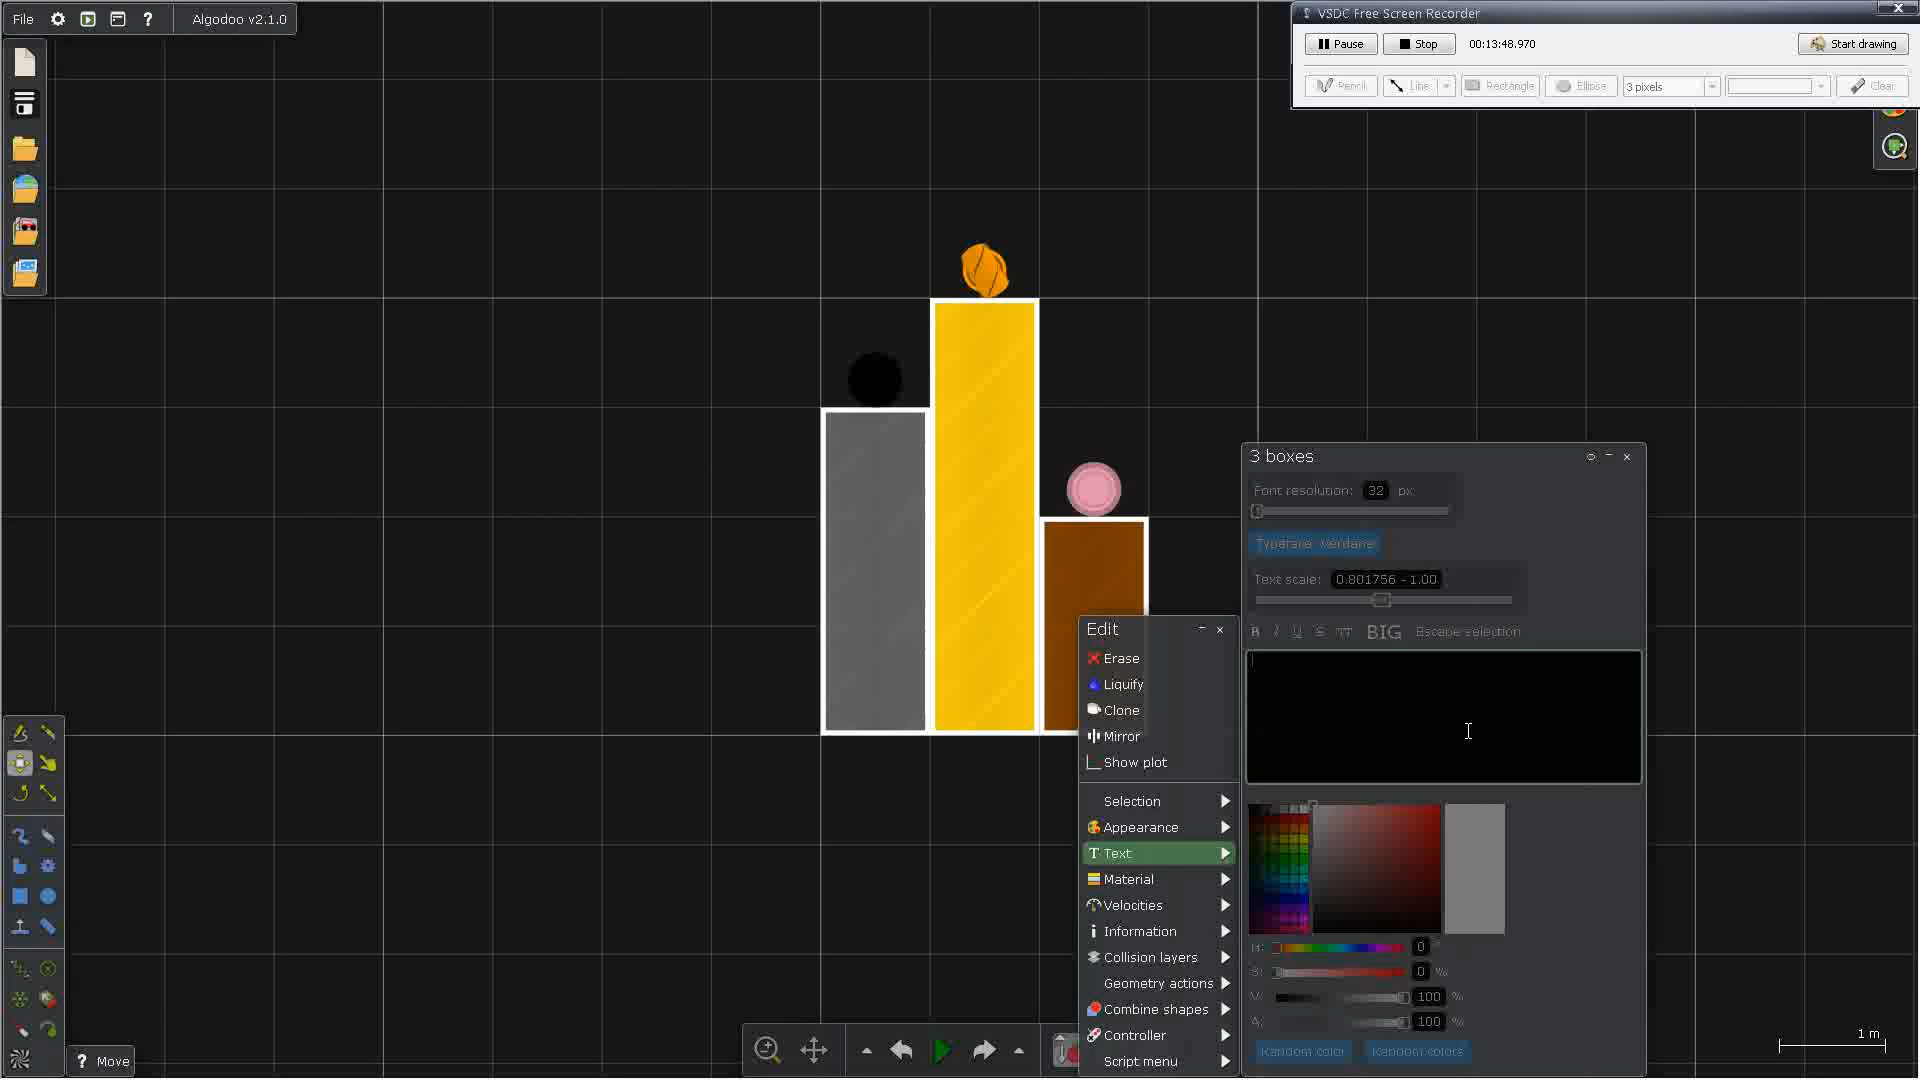 File ? Algodoo v2.1.0
VSDC Free Screen Recorder
Pause Stop 00:13:48.970 Start drawing
Pencil Line Rectangle Ellipse 3 pixels Clear
3 boxes
Font resolution: 32 px
Typeface: Verdana
Text scale: 0.801756 - 1.00
B I U S TT BIG Escape selection
Edit
Erase
Liquify
Clone
Mirror
Show plot
Selection
Appearance
T Text
Material
Velocities
Information
Collision layers
Geometry actions
Combine shapes
Controller
Script menu
H: 0 °
S: 0 %
V: 100 %
A: 100 %
Random color Random colors
1 m
? Move